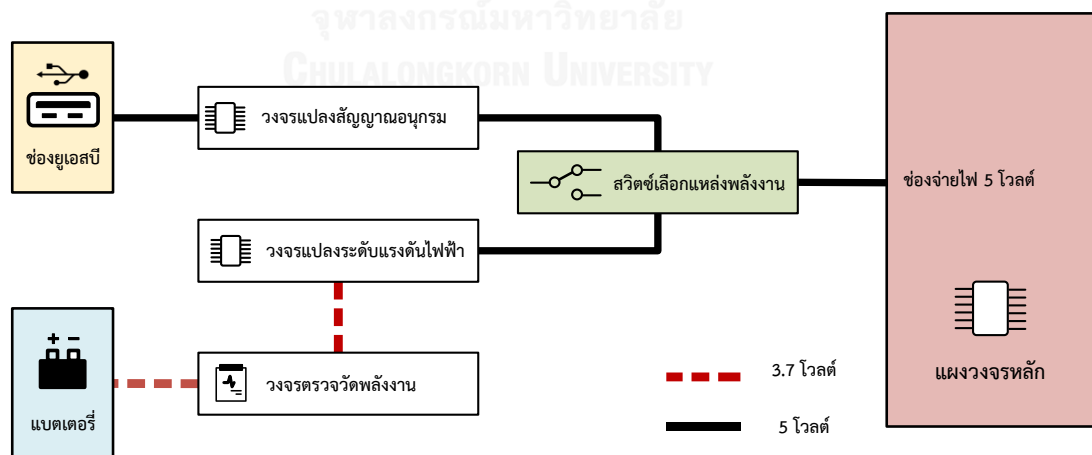 จุฬาลงกรณ์มหาวิทยาลัย
CHULALONGKORN UNIVERSITY
ช่องยูเอสบี
วงจรแปลงสัญญาณอนุกรม
สวิตซ์เลือกแหล่งพลังงาน
ช่องจ่ายไฟ 5 โวลต์
วงจรแปลงระดับแรงดันไฟฟ้า
แบตเตอรี่
วงจรตรวจวัดพลังงาน
3.7 โวลต์
5 โวลต์
แผงวงจรหลัก